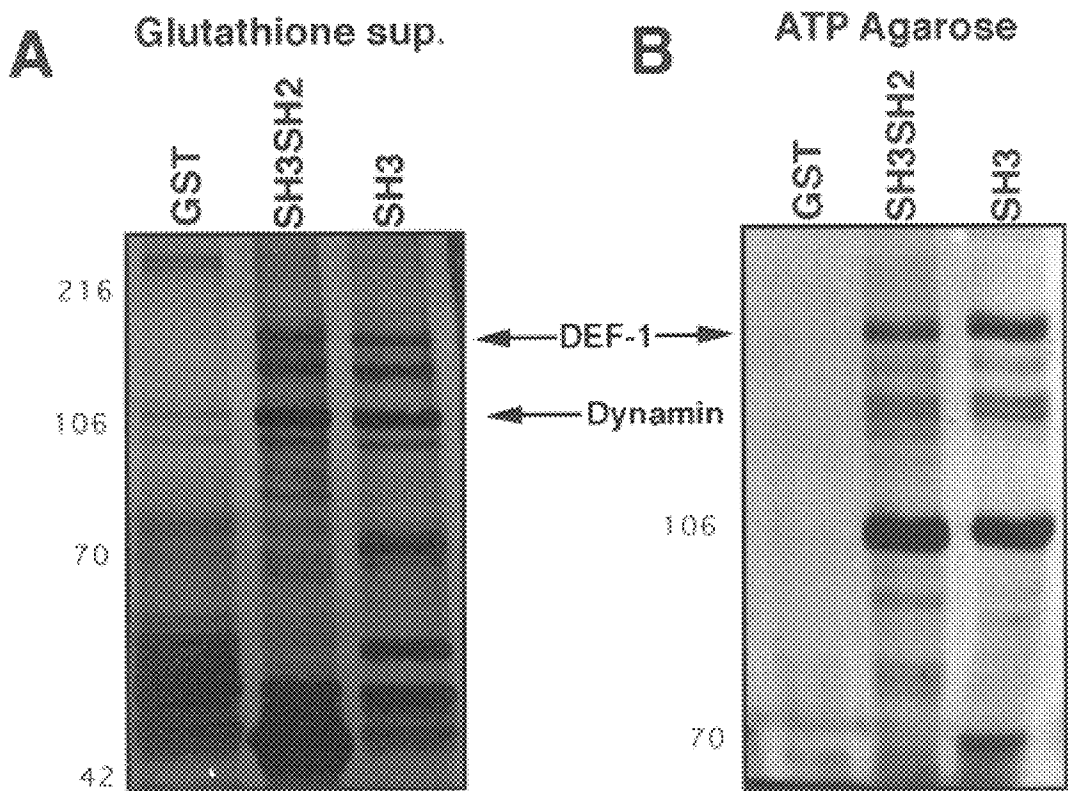 A
Glutathione sup.
GST
SH3SH2
SH3
216
106
70
42
DEF-1
Dynamin
B
ATP Agarose
GST
SH3SH2
SH3
106
70